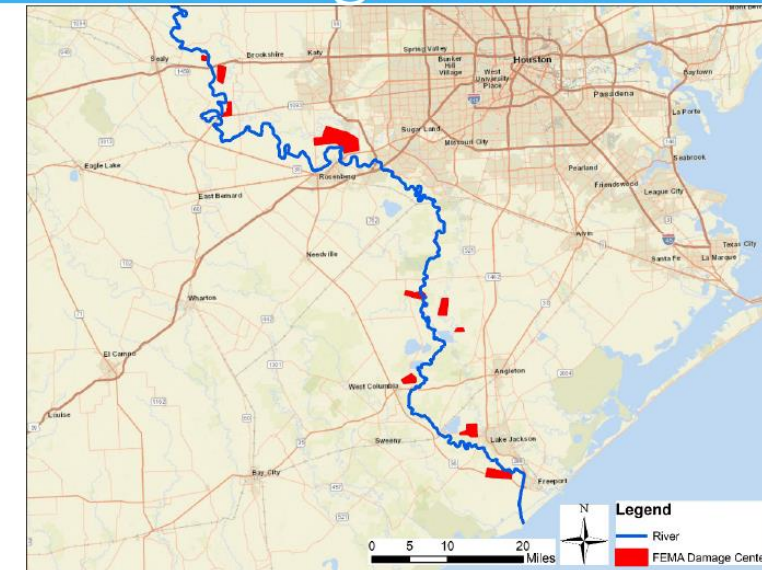 Mont Belv
Sealy
Brookshire
Katy
Spring Valley
Bunker
Hill
Village
West
University
Place
Houston
Baytown
Pasadena
La Porte
Sugar Land
Missouri City
Seabrook
Eagle Lake
Rosenberg
Pearland
Friendswood
League City
East Bernard
Alvin
Texas City
Needville
Santa Fe
La Marque
Wharton
El Campo
Angleton
West Columbia
Louise
Sweeny
Lake Jackson
Bay City
Freeport
N
Legend
River
FEMA Damage Cente
0 5 10 20
Miles